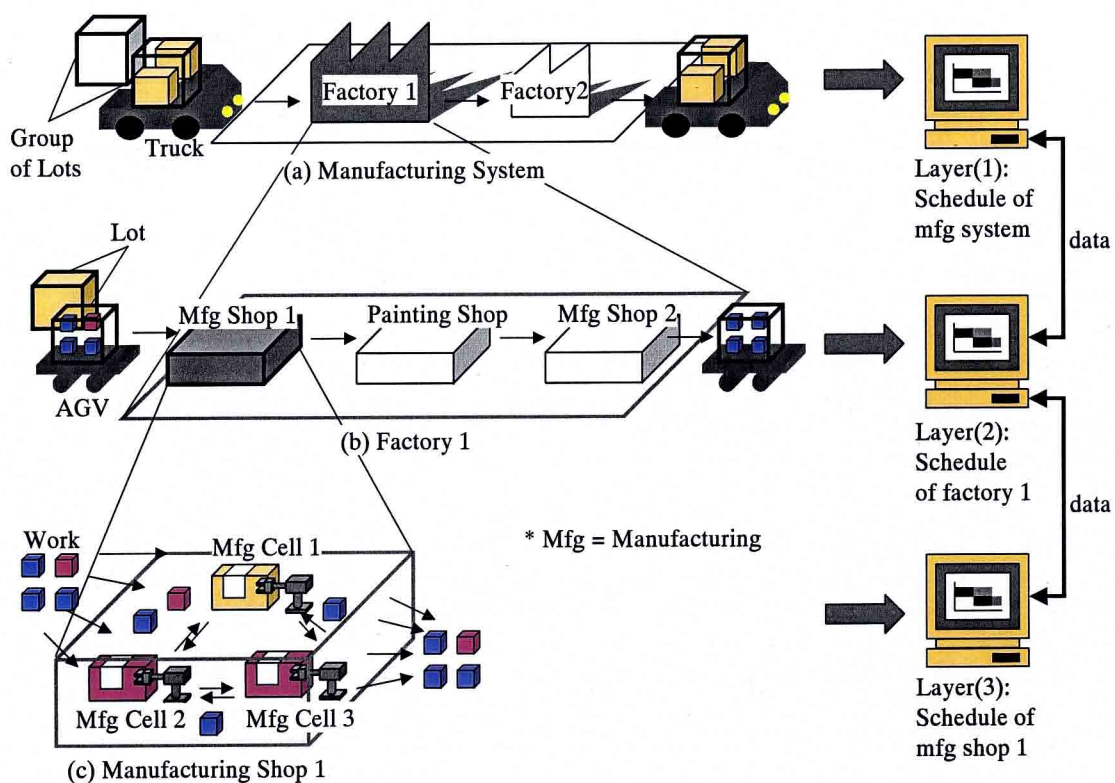 Group
of Lots
Truck
Factory 1
Factory2
(a) Manufacturing System
Layer(1):
Schedule of
mfg system
data
Lot
AGV
Mfg Shop 1
Painting Shop
Mfg Shop 2
(b) Factory 1
Layer(2):
Schedule
of factory 1
data
Work
Mfg Cell 1
Mfg Cell 2
Mfg Cell 3
* Mfg = Manufacturing
(c) Manufacturing Shop 1
Layer(3):
Schedule of
mfg shop 1